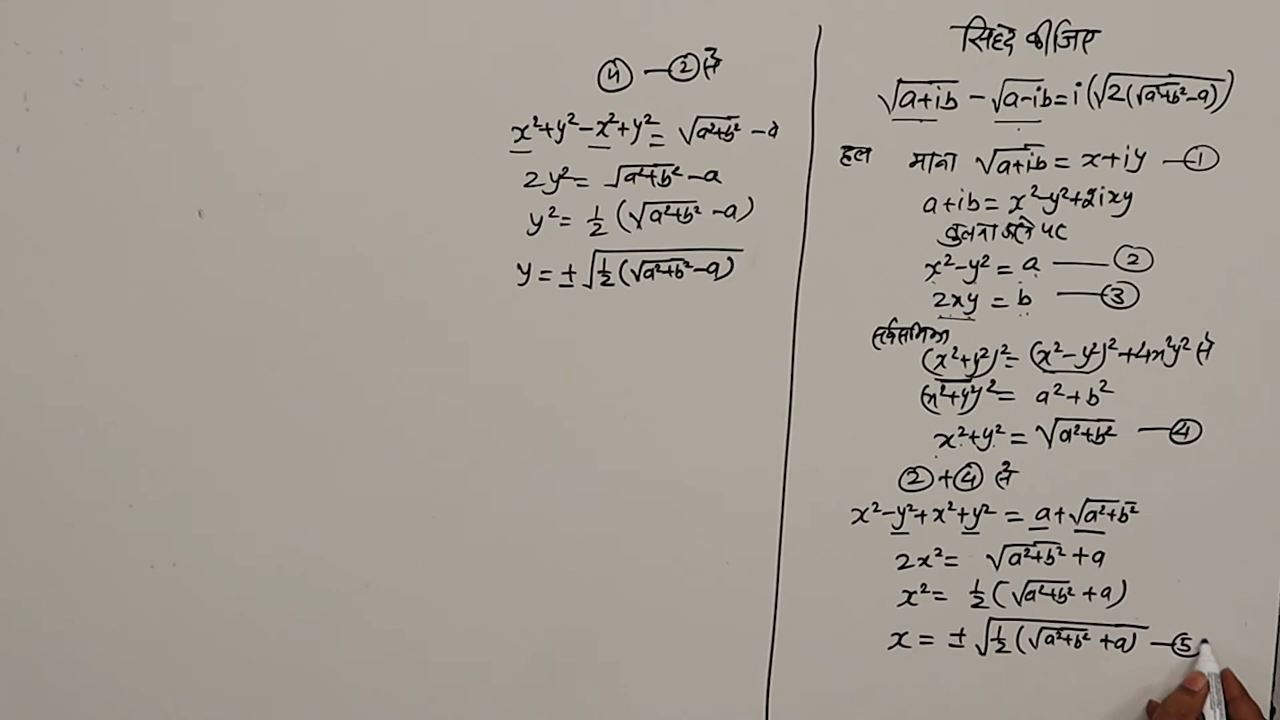 सिद्ध कीजिए
√(a+ib) - √(a-ib) = i(√2(√(a²+b²) -a))
हल माना √(a+ib) = x+iy —①
a+ib = x²-y²+2ixy
तुलना करने पर
x²-y² = a —②
2xy = b —③
सर्वसमिका
(x²+y²)² = (x²-y²)²+4x²y² से
(x²+y²)² = a²+b²
x²+y² = √(a²+b²) —④
②+④ से
x²-y²+x²+y² = a+√(a²+b²)
2x² = √(a²+b²) +a
x² = 1/2 (√(a²+b²) +a)
x = ± √(1/2 (√(a²+b²) +a)) —⑤
④ —② से
x²+y²-x²+y² = √(a²+b²) -a
2y² = √(a²+b²) -a
y² = 1/2 (√(a²+b²) -a)
y = ± √(1/2 (√(a²+b²) -a))